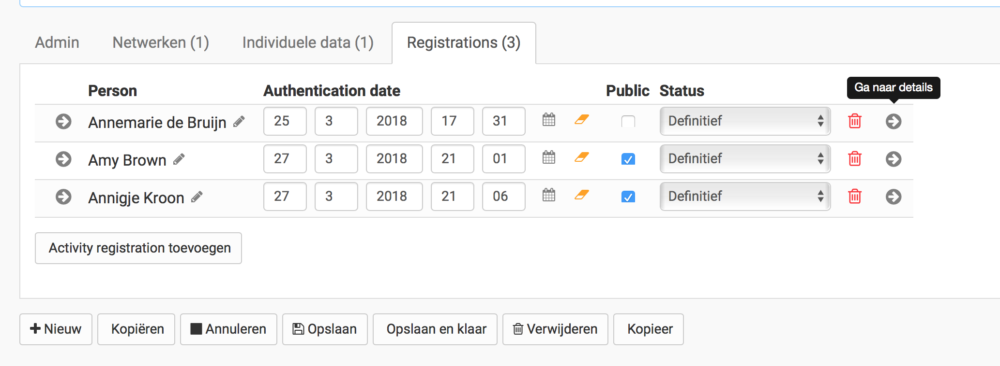 Admin Netwerken (1) Individuele data (1) Registrations (3)
Person Authentication date Public Status Ga naar details
Annemarie de Bruijn 25 3 2018 17 31 Definitief
Amy Brown 27 3 2018 21 01 Definitief
Annigje Kroon 27 3 2018 21 06 Definitief
Activity registration toevoegen
Nieuw Kopiëren Annuleren Opslaan Opslaan en klaar Verwijderen Kopieer